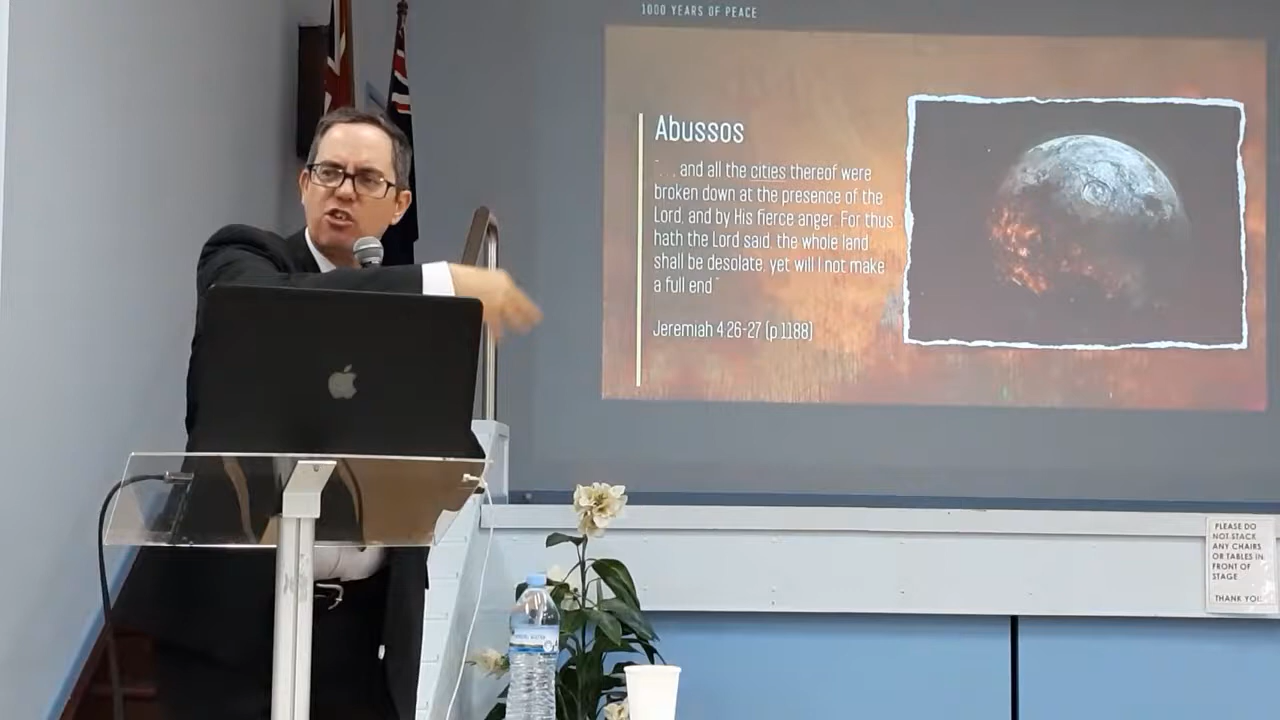 1000 YEARS OF PEACE
Abussos
". . . and all the cities thereof were
broken down at the presence of the
Lord, and by His fierce anger. For thus
hath the Lord said, the whole land
shall be desolate, yet will I not make
a full end"
Jeremiah 4:26-27 (p.1188)
PLEASE DO
NOT STACK
ANY CHAIRS
OR TABLES IN
FRONT OF
STAGE
THANK YOU